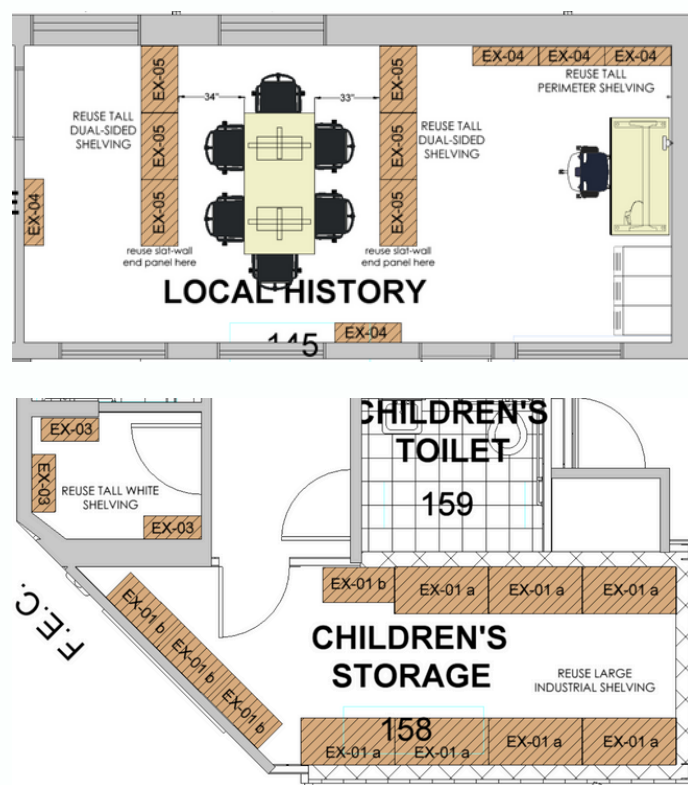 EX-04 EX-04 EX-04
REUSE TALL
PERIMETER SHELVING
EX-05
EX-05
EX-05
EX-05
EX-05
EX-05
34"
33"
REUSE TALL
DUAL-SIDED
SHELVING
REUSE TALL
DUAL-SIDED
SHELVING
EX-04
reuse slat-wall
end panel here
reuse slat-wall
end panel here
LOCAL HISTORY
145
EX-04
EX-03
EX-03
REUSE TALL WHITE
SHELVING
EX-03
CHILDREN'S
TOILET
159
F.E.C.
EX-01 b
EX-01 b
EX-01 b
EX-01 b EX-01 a EX-01 a EX-01 a
CHILDREN'S
STORAGE
REUSE LARGE
INDUSTRIAL SHELVING
158
EX-01 a EX-01 a EX-01 a EX-01 a